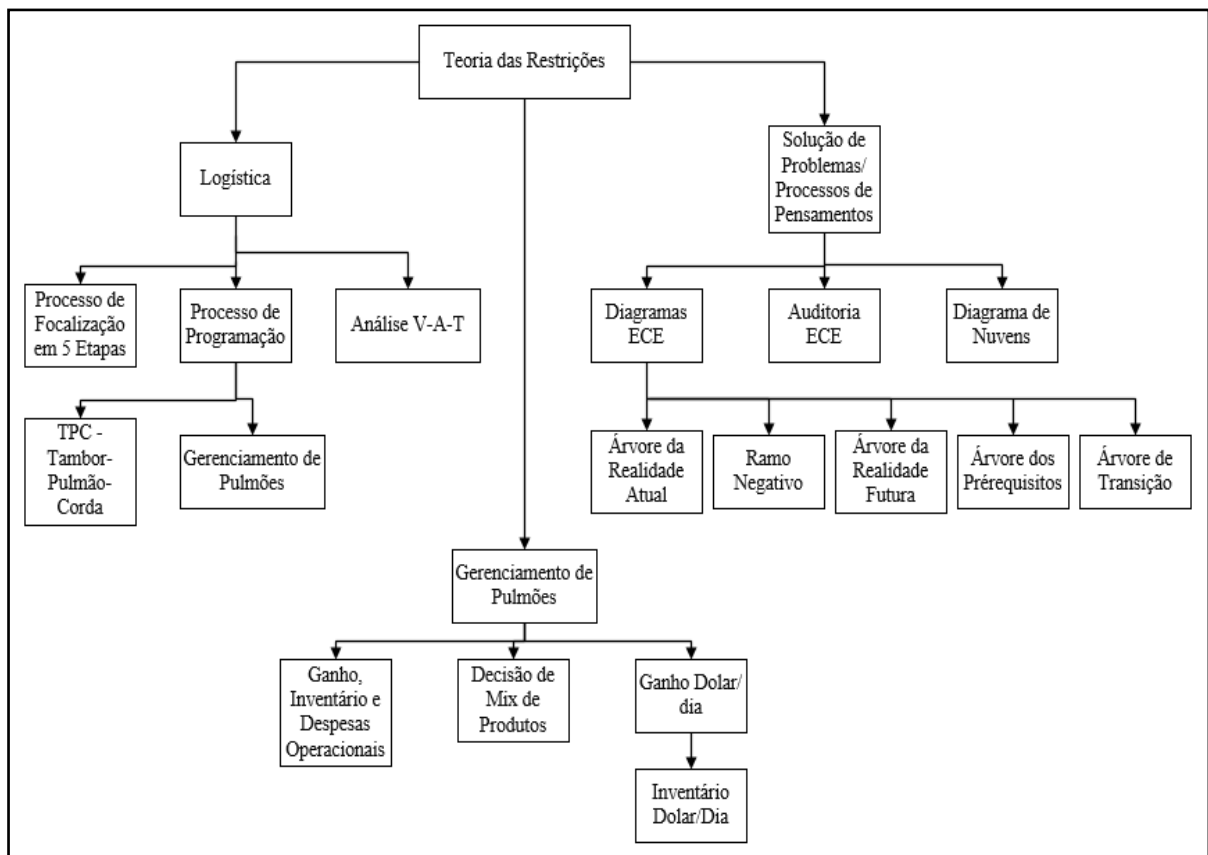 Teoria das Restrições
Logística
Solução de
Problemas/
Processos de
Pensamentos
Processo de
Focalização
em 5 Etapas
Processo de
Programação
Análise V-A-T
Diagramas
ECE
Auditoria
ECE
Diagrama de
Nuvens
TPC -
Tambor-
Pulmão-
Corda
Gerenciamento de
Pulmões
Árvore da
Realidade
Atual
Ramo
Negativo
Árvore da
Realidade
Futura
Árvore dos
Prérequisitos
Árvore de
Transição
Gerenciamento de
Pulmões
Ganho,
Inventário e
Despesas
Operacionais
Decisão de
Mix de
Produtos
Ganho Dolar/
dia
Inventário
Dolar/Dia